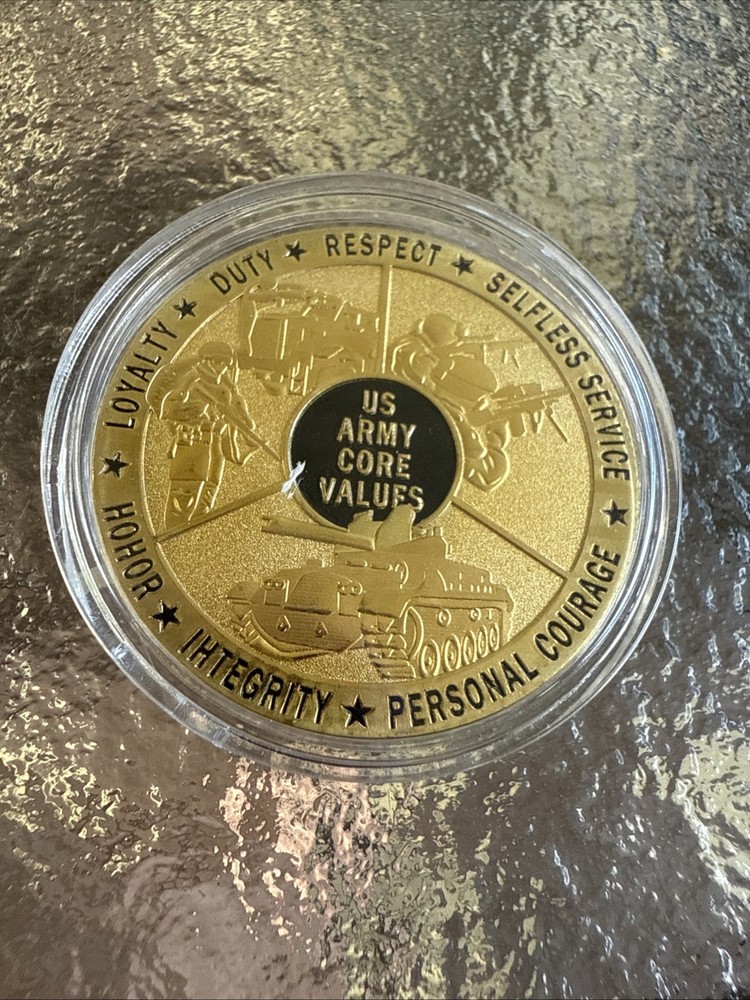 US
ARMY
CORE
VALUES
LOYALTY ★ DUTY ★ RESPECT ★ SELFLESS SERVICE ★ PERSONAL COURAGE ★ IHTEGRITY ★ HOHOR ★